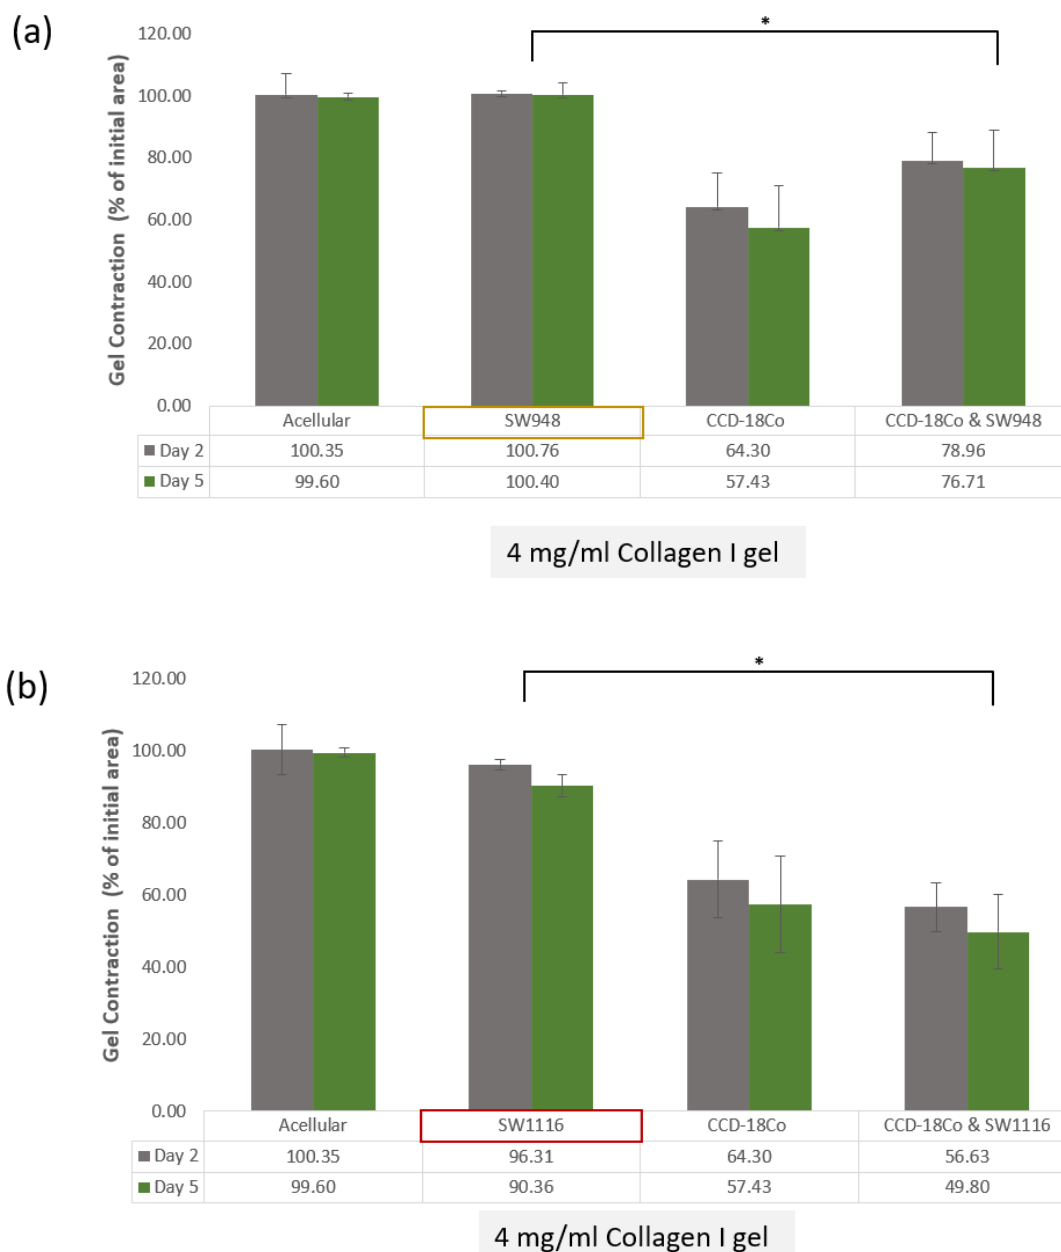 (a)
*
Gel Contraction (% of initial area)
120.00
100.00
80.00
60.00
40.00
20.00
0.00
Acellular SW948 CCD-18Co CCD-18Co & SW948
Day 2 100.35 100.76 64.30 78.96
Day 5 99.60 100.40 57.43 76.71
4 mg/ml Collagen I gel
(b)
*
Gel Contraction (% of initial area)
120.00
100.00
80.00
60.00
40.00
20.00
0.00
Acellular SW1116 CCD-18Co CCD-18Co & SW1116
Day 2 100.35 96.31 64.30 56.63
Day 5 99.60 90.36 57.43 49.80
4 mg/ml Collagen I gel